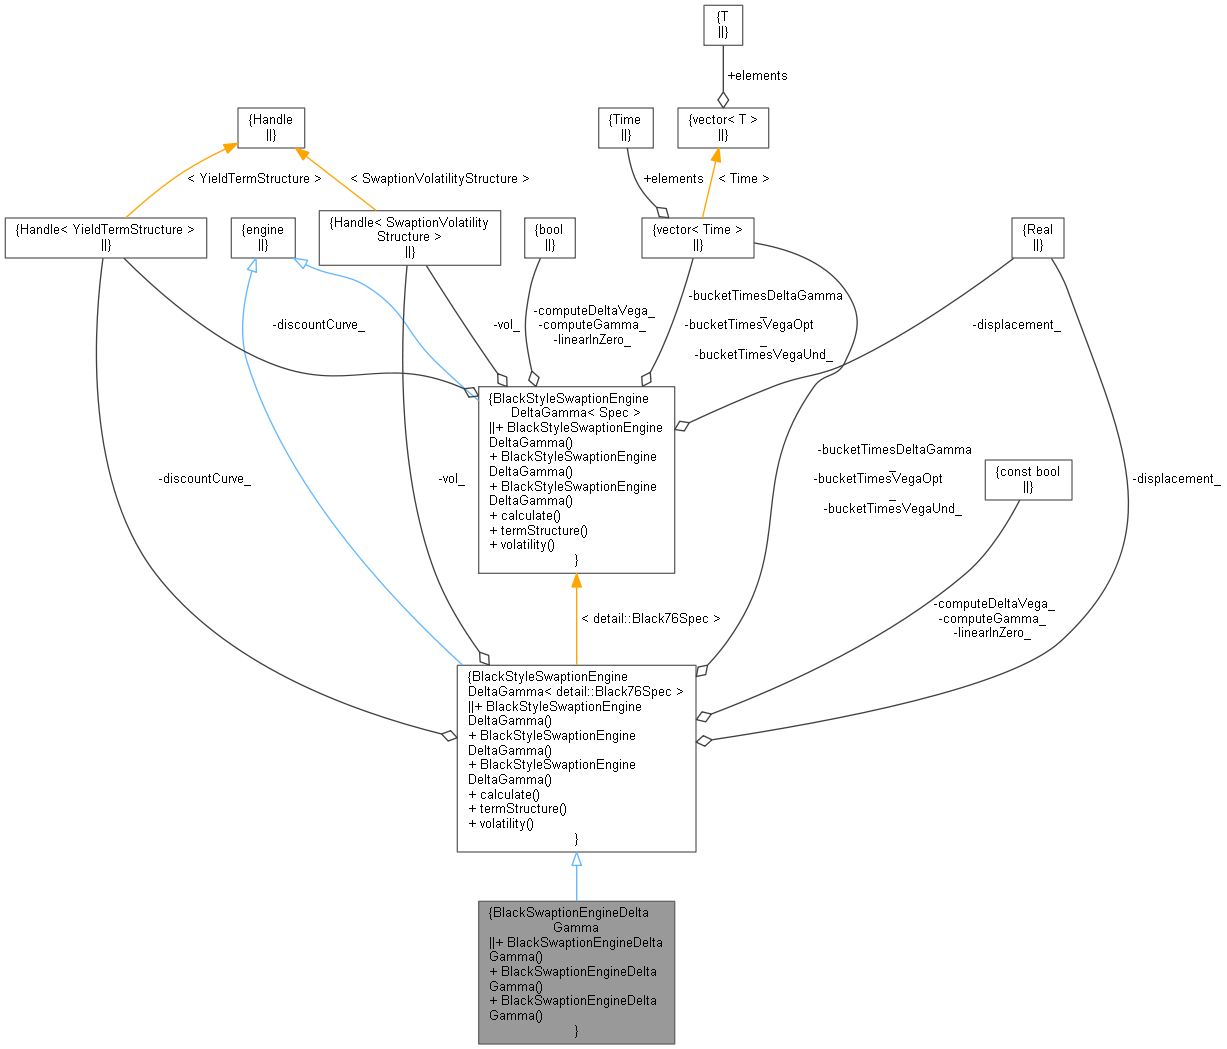 {T
||}
+elements
{Handle
||}
{Time
||}
{vector< T >
||}
< YieldTermStructure >
< SwaptionVolatilityStructure >
+elements
< Time >
{Handle< YieldTermStructure >
||}
{engine
||}
{Handle< SwaptionVolatility
Structure >
||}
{bool
||}
{vector< Time >
||}
{Real
||}
-discountCurve_
-vol_
-computeDeltaVega_
-computeGamma_
-linearInZero_
-bucketTimesDeltaGamma
_
-bucketTimesVegaOpt
_
-bucketTimesVegaUnd_
-displacement_
{BlackStyleSwaptionEngine
DeltaGamma< Spec >
||+ BlackStyleSwaptionEngine
DeltaGamma()
+ BlackStyleSwaptionEngine
DeltaGamma()
+ BlackStyleSwaptionEngine
DeltaGamma()
+ calculate()
+ termStructure()
+ volatility()
}
-discountCurve_
-vol_
-bucketTimesDeltaGamma
_
-bucketTimesVegaOpt
_
-bucketTimesVegaUnd_
{const bool
||}
-displacement_
< detail::Black76Spec >
-computeDeltaVega_
-computeGamma_
-linearInZero_
{BlackStyleSwaptionEngine
DeltaGamma< detail::Black76Spec >
||+ BlackStyleSwaptionEngine
DeltaGamma()
+ BlackStyleSwaptionEngine
DeltaGamma()
+ BlackStyleSwaptionEngine
DeltaGamma()
+ calculate()
+ termStructure()
+ volatility()
}
{BlackSwaptionEngineDelta
Gamma
||+ BlackSwaptionEngineDelta
Gamma()
+ BlackSwaptionEngineDelta
Gamma()
+ BlackSwaptionEngineDelta
Gamma()
}